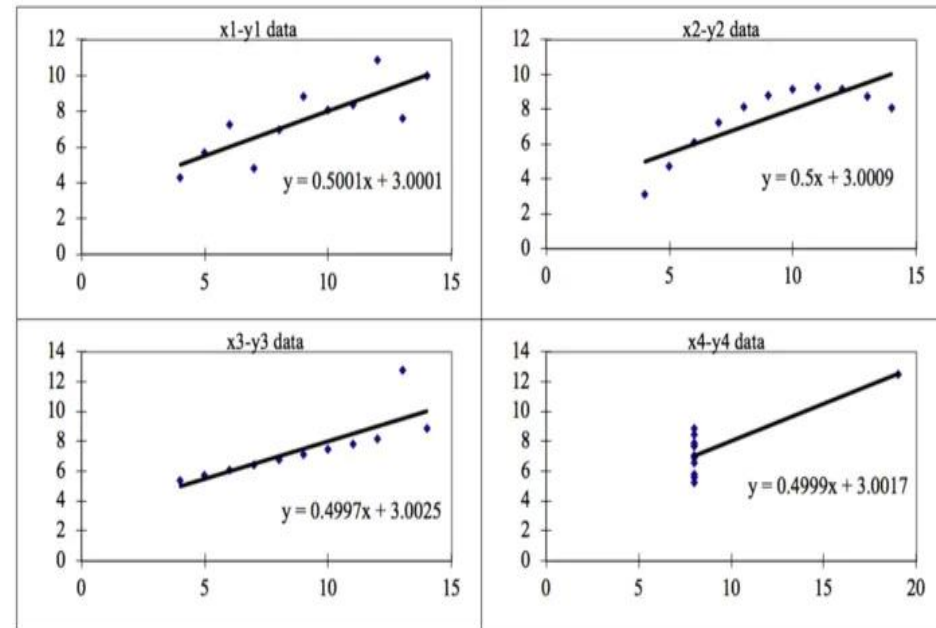 x1-y1 data
12
10
8
6
4
2
0
y = 0.5001x + 3.0001
0 5 10 15
x2-y2 data
12
10
8
6
4
2
0
y = 0.5x + 3.0009
0 5 10 15
x3-y3 data
14
12
10
8
6
4
2
0
y = 0.4997x + 3.0025
0 5 10 15
x4-y4 data
14
12
10
8
6
4
2
0
y = 0.4999x + 3.0017
0 5 10 15 20